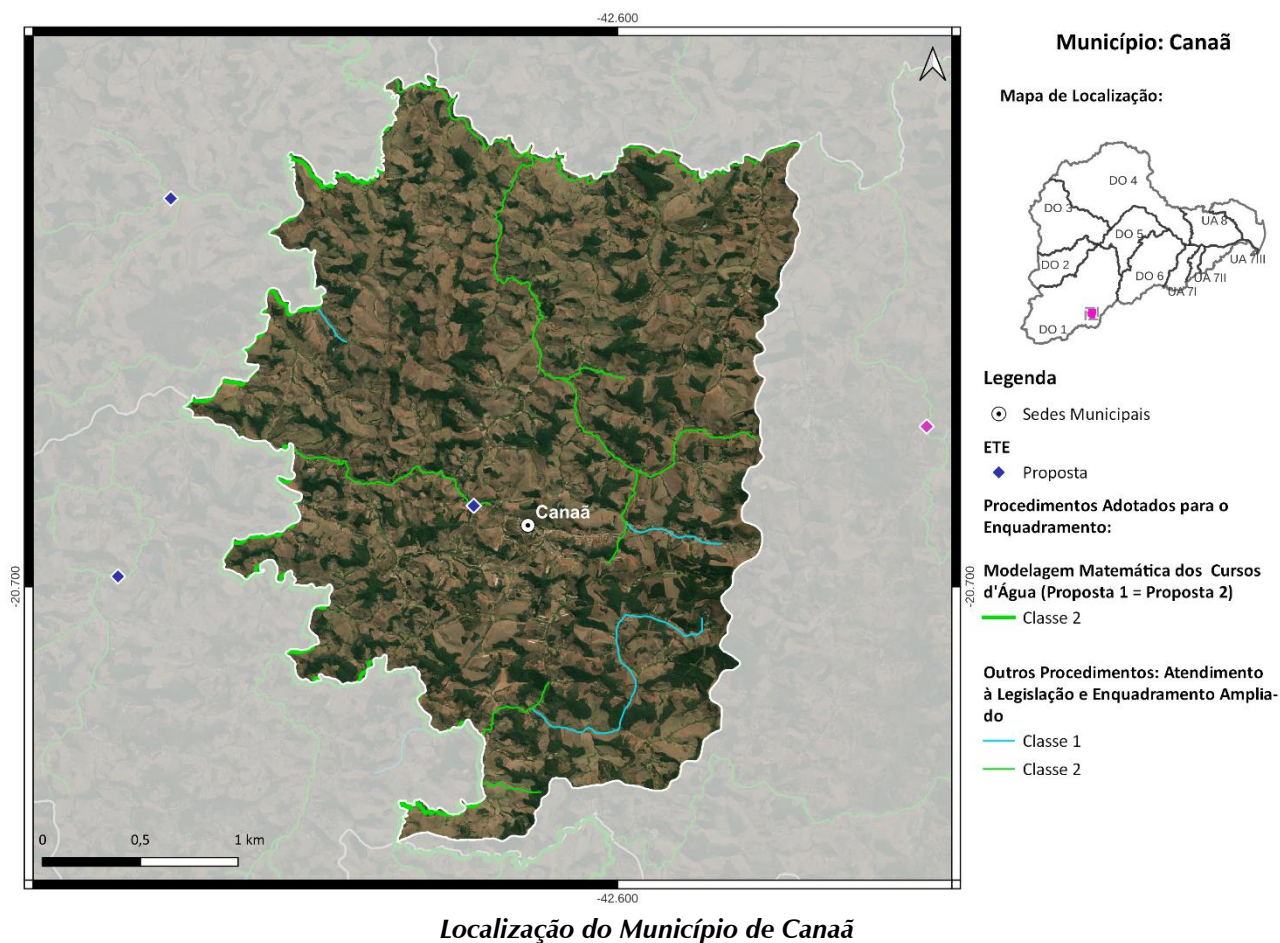 -42.600
Município: Canaã
Mapa de Localização:
DO 4
DO 3
UA 8
DO 5
UA 7III
DO 2
DO 6
UA 7II
UA 7I
DO 1
Legenda
Sedes Municipais
ETE
Proposta
Procedimentos Adotados para o
Enquadramento:
Modelagem Matemática dos Cursos
d'Água (Proposta 1 = Proposta 2)
Classe 2
Outros Procedimentos: Atendimento
à Legislação e Enquadramento Amplia-
do
Classe 1
Classe 2
Canaã
-20.700
-20.700
0 0,5 1 km
-42.600
Localização do Município de Canaã